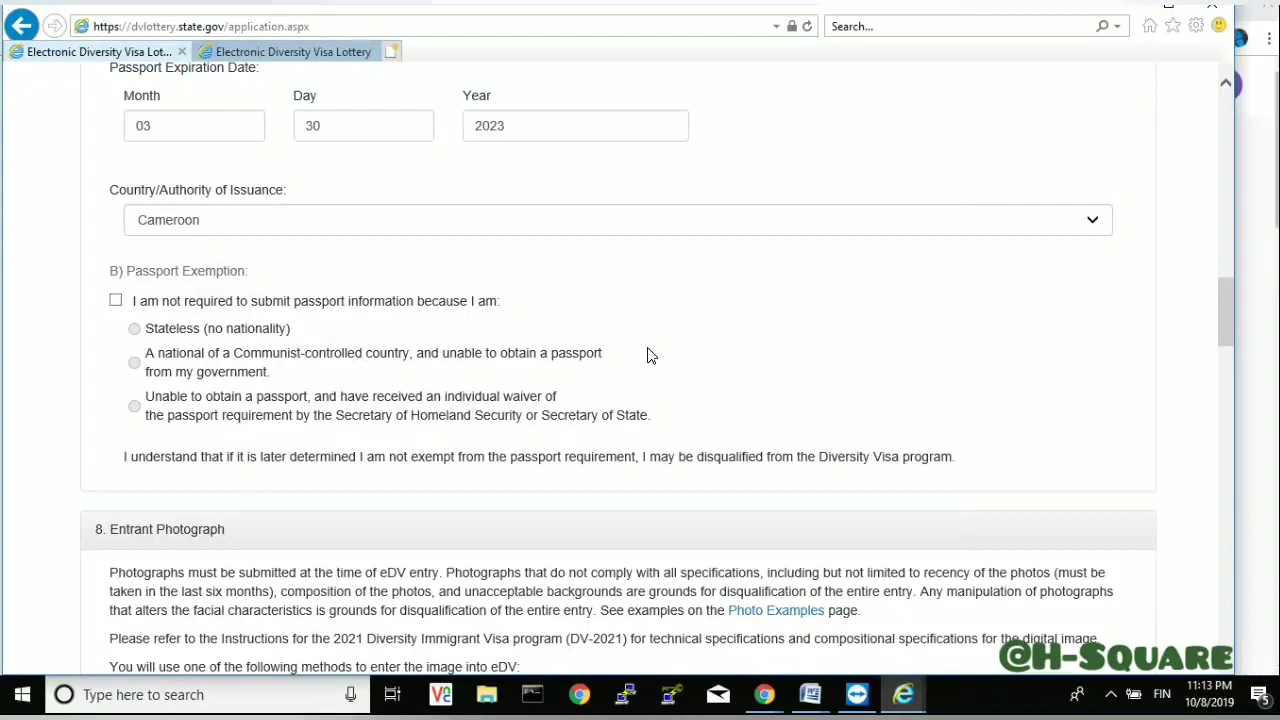 https://dvlottery.state.gov/application.aspx
Search...
Electronic Diversity Visa Lot...
Electronic Diversity Visa Lottery
Passport Expiration Date:
Month Day Year
03 30 2023
Country/Authority of Issuance:
Cameroon
B) Passport Exemption:
I am not required to submit passport information because I am:
Stateless (no nationality)
A national of a Communist-controlled country, and unable to obtain a passport
from my government.
Unable to obtain a passport, and have received an individual waiver of
the passport requirement by the Secretary of Homeland Security or Secretary of State.
I understand that if it is later determined I am not exempt from the passport requirement, I may be disqualified from the Diversity Visa program.
8. Entrant Photograph
Photographs must be submitted at the time of eDV entry. Photographs that do not comply with all specifications, including but not limited to recency of the photos (must be
taken in the last six months), composition of the photos, and unacceptable backgrounds are grounds for disqualification of the entire entry. Any manipulation of photographs
that alters the facial characteristics is grounds for disqualification of the entire entry. See examples on the Photo Examples page.
Please refer to the Instructions for the 2021 Diversity Immigrant Visa program (DV-2021) for technical specifications and compositional specifications for the digital image.
You will use one of the following methods to enter the image into eDV:
@H-Square
Type here to search
FIN
11:13 PM
10/8/2019
5